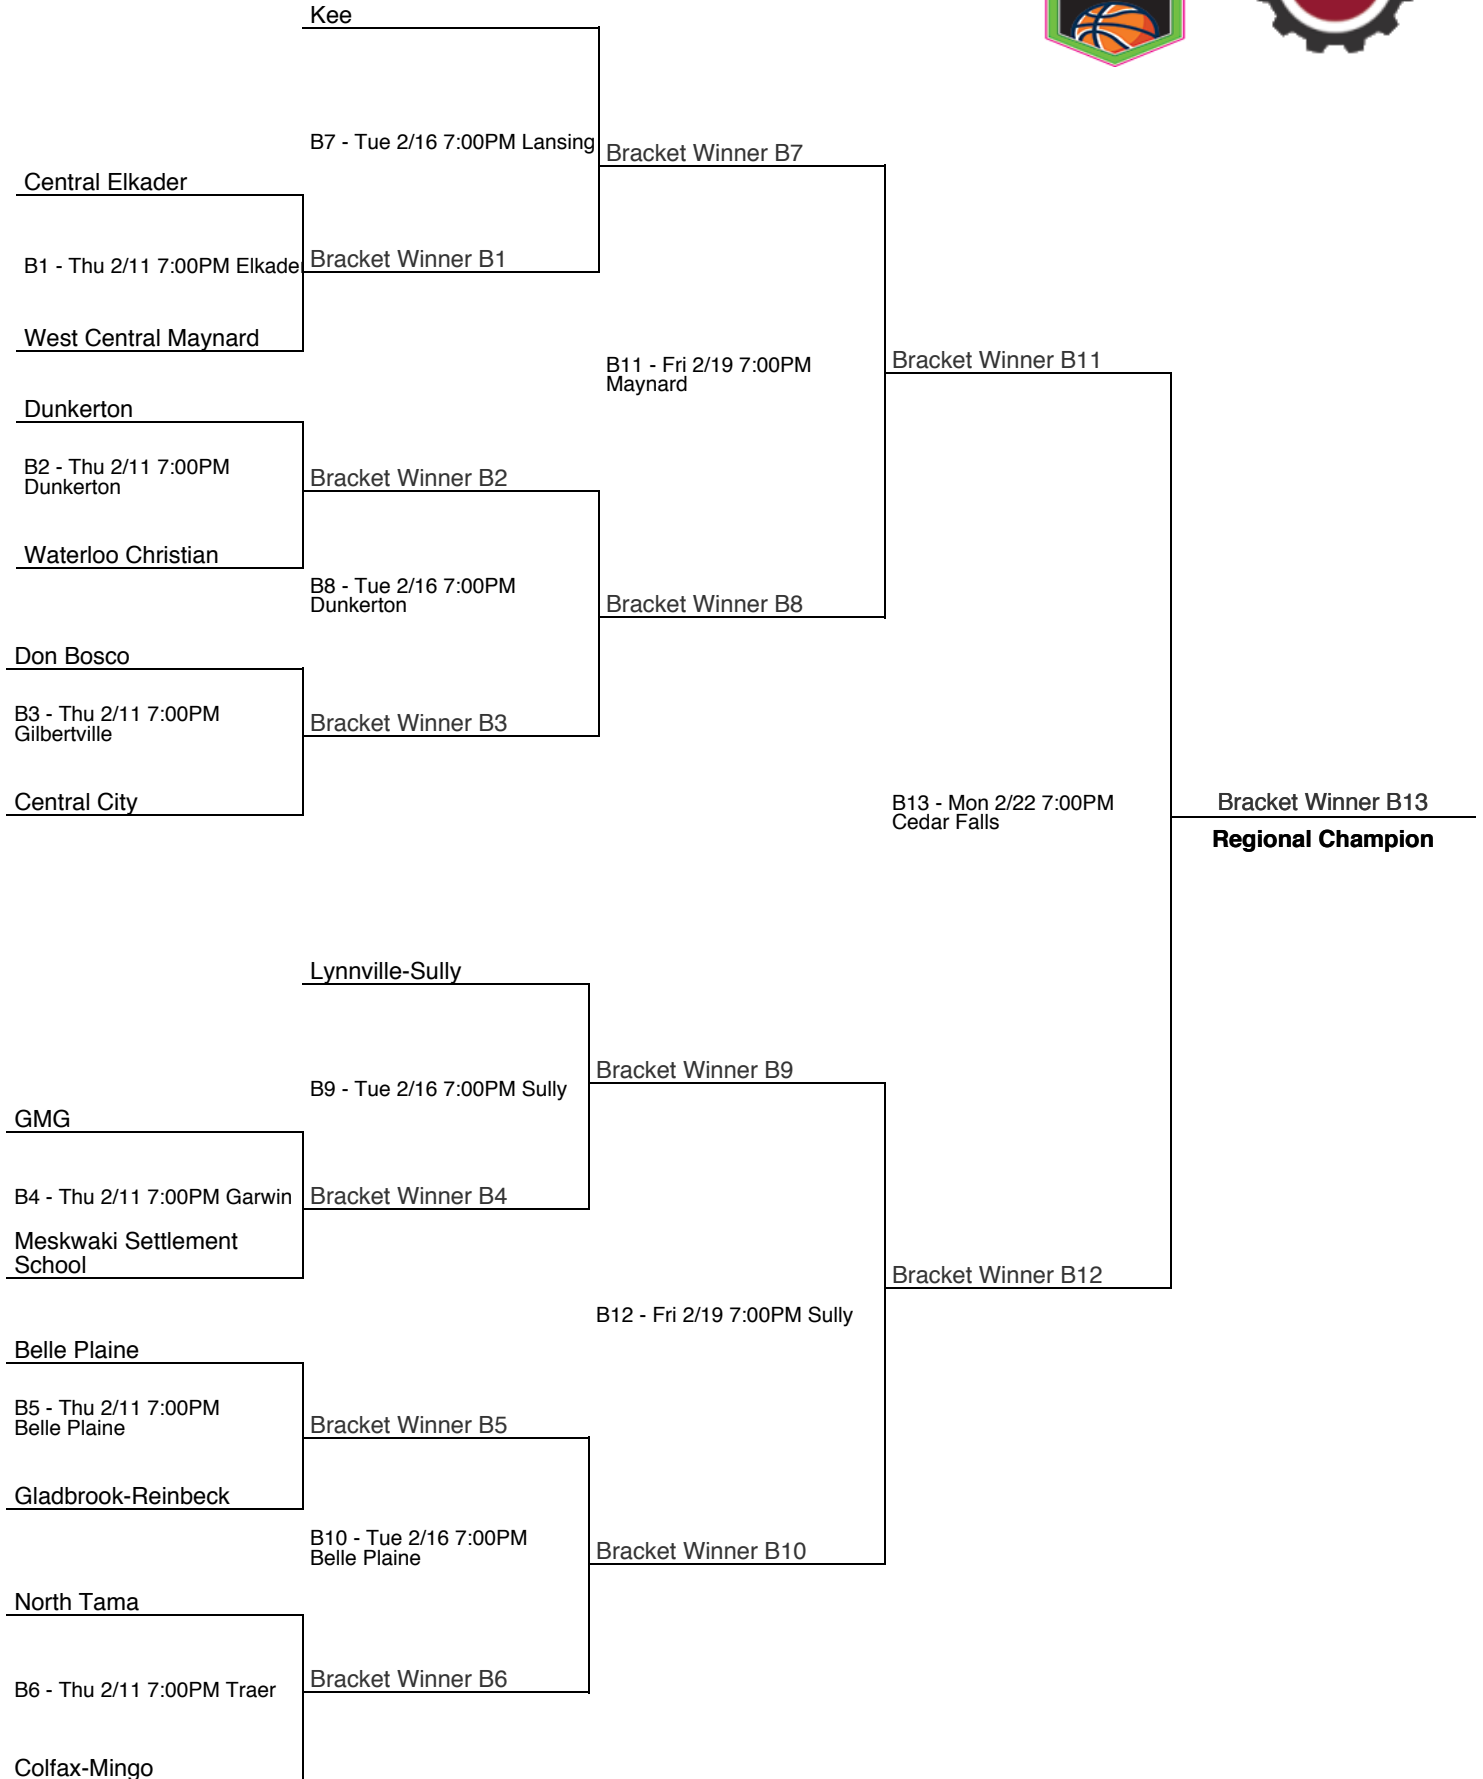 Kee
B7 - Tue 2/16 7:00PM Lansing
Bracket Winner B7
Central Elkader
B1 - Thu 2/11 7:00PM Elkader
Bracket Winner B1
West Central Maynard
B11 - Fri 2/19 7:00PM
Maynard
Bracket Winner B11
Dunkerton
B2 - Thu 2/11 7:00PM
Dunkerton
Bracket Winner B2
Waterloo Christian
B8 - Tue 2/16 7:00PM
Dunkerton
Bracket Winner B8
Don Bosco
B3 - Thu 2/11 7:00PM
Gilbertville
Bracket Winner B3
Central City
B13 - Mon 2/22 7:00PM
Cedar Falls
Bracket Winner B13
Regional Champion
Lynnville-Sully
B9 - Tue 2/16 7:00PM Sully
Bracket Winner B9
GMG
B4 - Thu 2/11 7:00PM Garwin
Bracket Winner B4
Meskwaki Settlement
School
Bracket Winner B12
B12 - Fri 2/19 7:00PM Sully
Belle Plaine
B5 - Thu 2/11 7:00PM
Belle Plaine
Bracket Winner B5
Gladbrook-Reinbeck
B10 - Tue 2/16 7:00PM
Belle Plaine
Bracket Winner B10
North Tama
B6 - Thu 2/11 7:00PM Traer
Bracket Winner B6
Colfax-Mingo